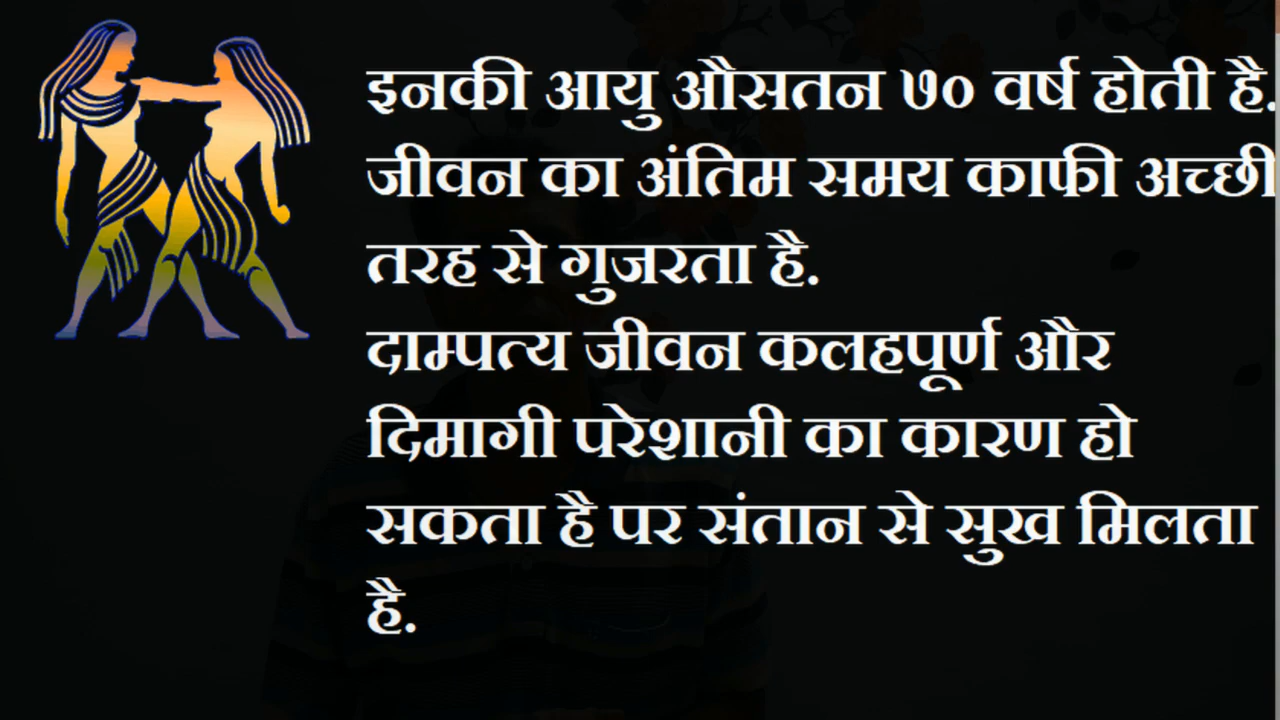 इनकी आयु औसतन ७० वर्ष होती है.
जीवन का अंतिम समय काफी अच्छी
तरह से गुजरता है.
दाम्पत्य जीवन कलहपूर्ण और
दिमागी परेशानी का कारण हो
सकता है पर संतान से सुख मिलता
है.